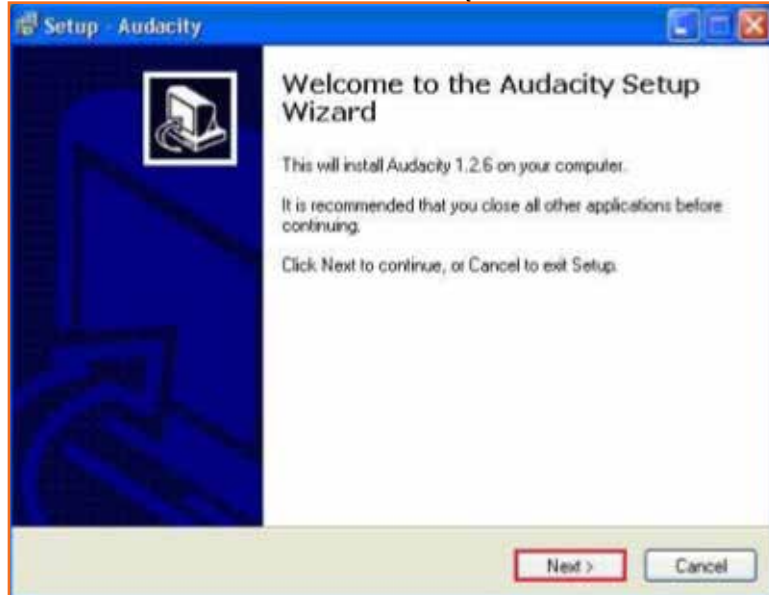 Setup - Audacity
Welcome to the Audacity Setup
Wizard
This will install Audacity 1.2.6 on your computer.
It is recommended that you close all other applications before
continuing.
Click Next to continue, or Cancel to exit Setup.
Next >
Cancel